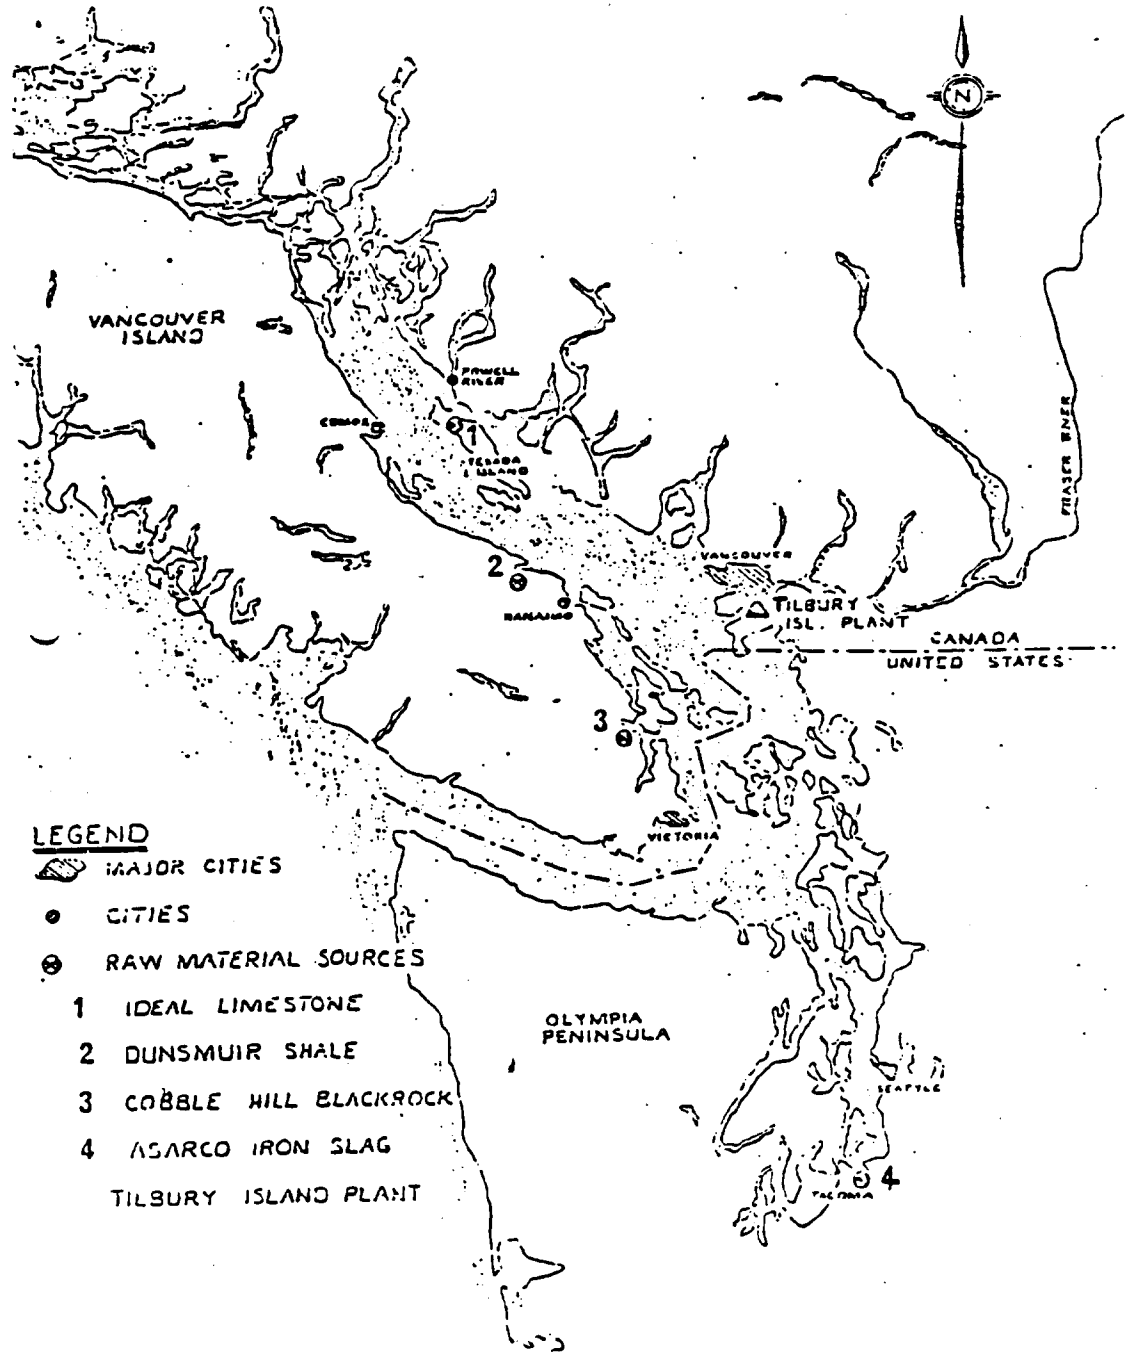 N
VANCOUVER
ISLAND
POWELL
RIVER
COMOX
1
TEXADA
ISLAND
FRASER RIVER
VANCOUVER
2
NANAIMO
TILBURY
ISL. PLANT
CANADA
UNITED STATES
3
VICTORIA
LEGEND
MAJOR CITIES
CITIES
RAW MATERIAL SOURCES
1 IDEAL LIMESTONE
2 DUNSMUIR SHALE
3 COBBLE HILL BLACKROCK
4 ASARCO IRON SLAG
TILBURY ISLAND PLANT
OLYMPIA
PENINSULA
SEATTLE
4
TACOMA